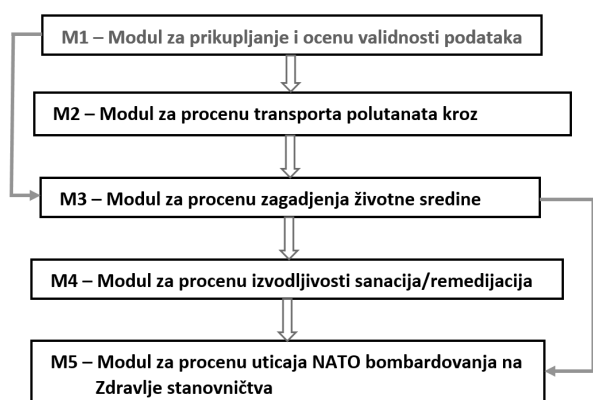 M1 – Modul za prikupljanje i ocenu validnosti podataka
M2 – Modul za procenu transporta polutanata kroz
M3 – Modul za procenu zagadjenja životne sredine
M4 – Modul za procenu izvodljivosti sanacija/remedijacija
M5 – Modul za procenu uticaja NATO bombardovanja na
Zdravlje stanovničtva